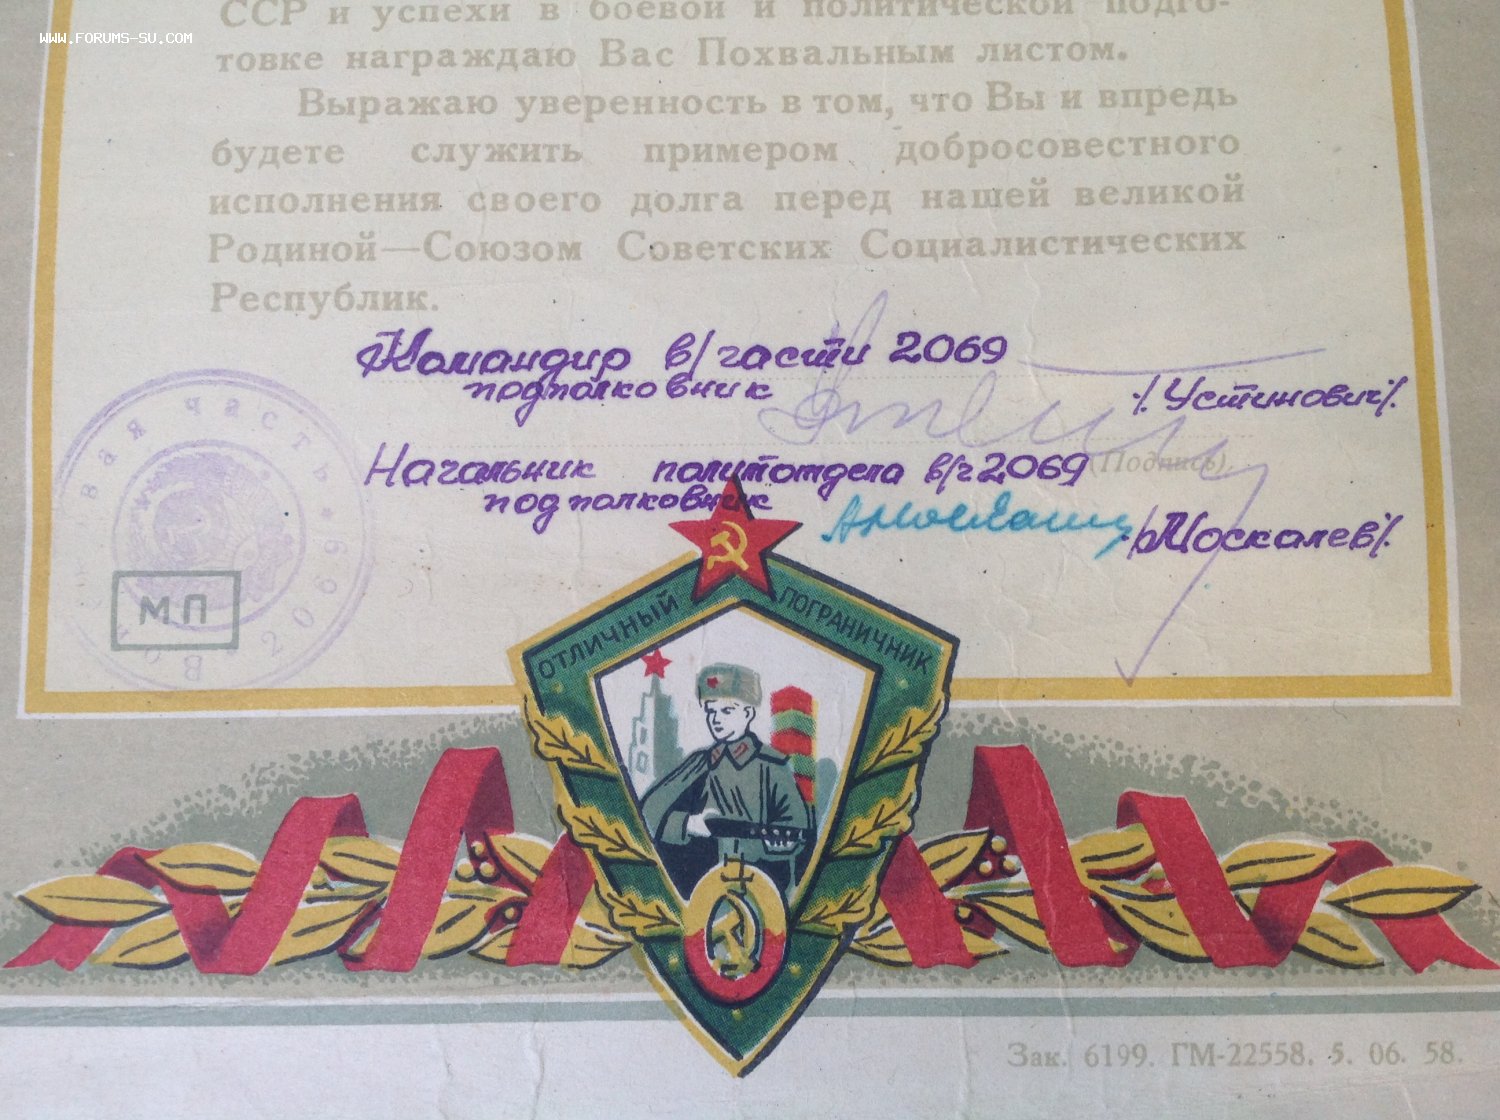 ССР и успехи в боевой и политической подго-
WWW.FORUMS-SU.COM
товке награждаю Вас Похвальным листом.
Выражаю уверенность в том, что Вы и впредь
будете служить примером добросовестного
исполнения своего долга перед нашей великой
Родиной—Союзом Советских Социалистических
Республик.
Командир в/части 2069
подполковник /Устинович/.
(Подпись)
Начальник политотдела в/ч 2069
подполковник /Москалев/.
часть * 2069
МП
ОТЛИЧНЫЙ ПОГРАНИЧНИК
Зак. 6199. ГМ-22558. 5. 06. 58.